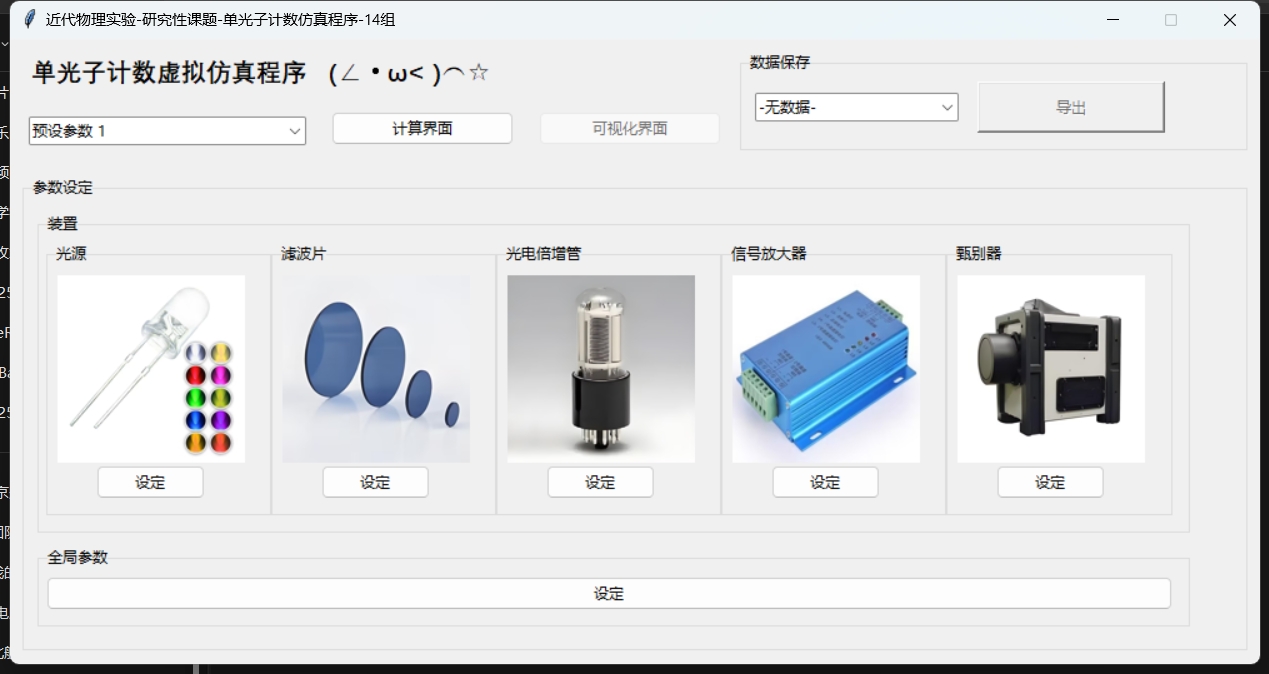 近代物理实验-研究性课题-单光子计数仿真程序-14组
单光子计数虚拟仿真程序 (∠・ω< )⌒☆
数据保存
-无数据-
导出
预设参数 1
计算界面
可视化界面
参数设定
装置
光源
滤波片
光电倍增管
信号放大器
甄别器
设定
设定
设定
设定
设定
全局参数
设定